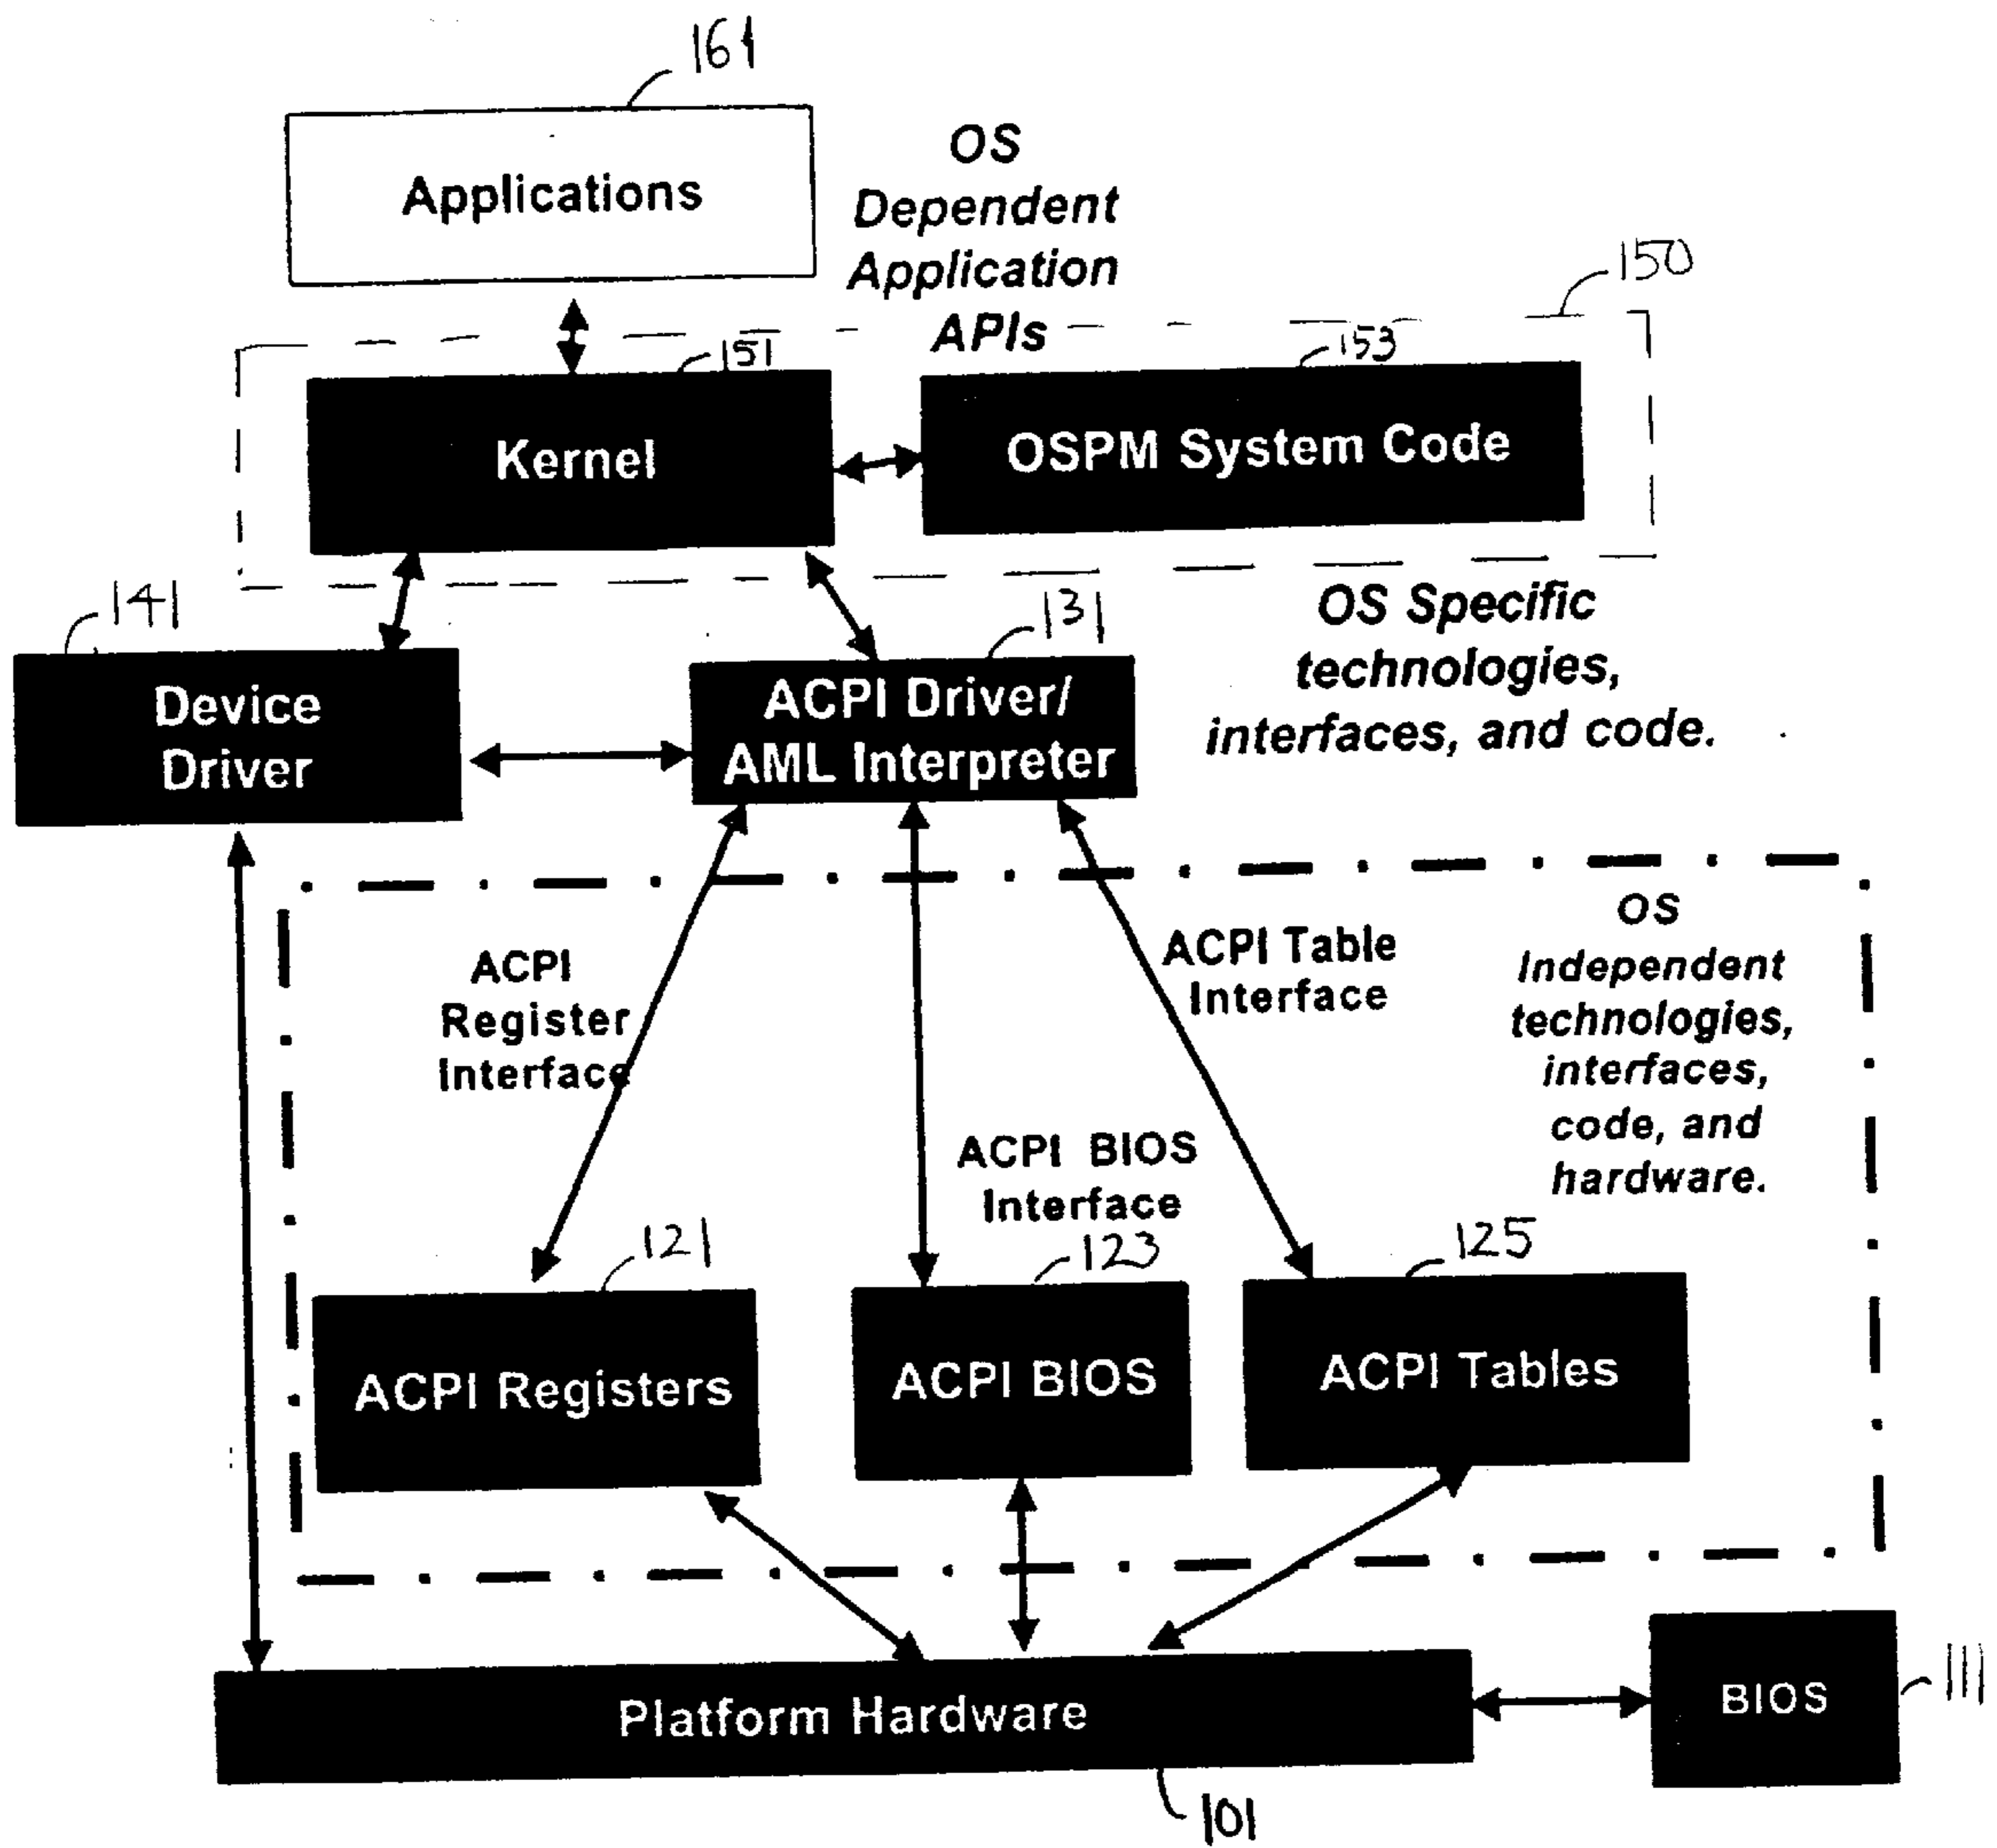 161
Applications
OS
Dependent
Application
APIs
150
151
153
Kernel
OSPM System Code
141
131
OS Specific
technologies,
interfaces, and code.
Device
Driver
ACPI Driver/
AML Interpreter
OS
Independent
technologies,
interfaces,
code, and
hardware.
ACPI
Register
Interface
ACPI Table
Interface
ACPI BIOS
Interface
121
123
125
ACPI Registers
ACPI BIOS
ACPI Tables
Platform Hardware
BIOS
111
101